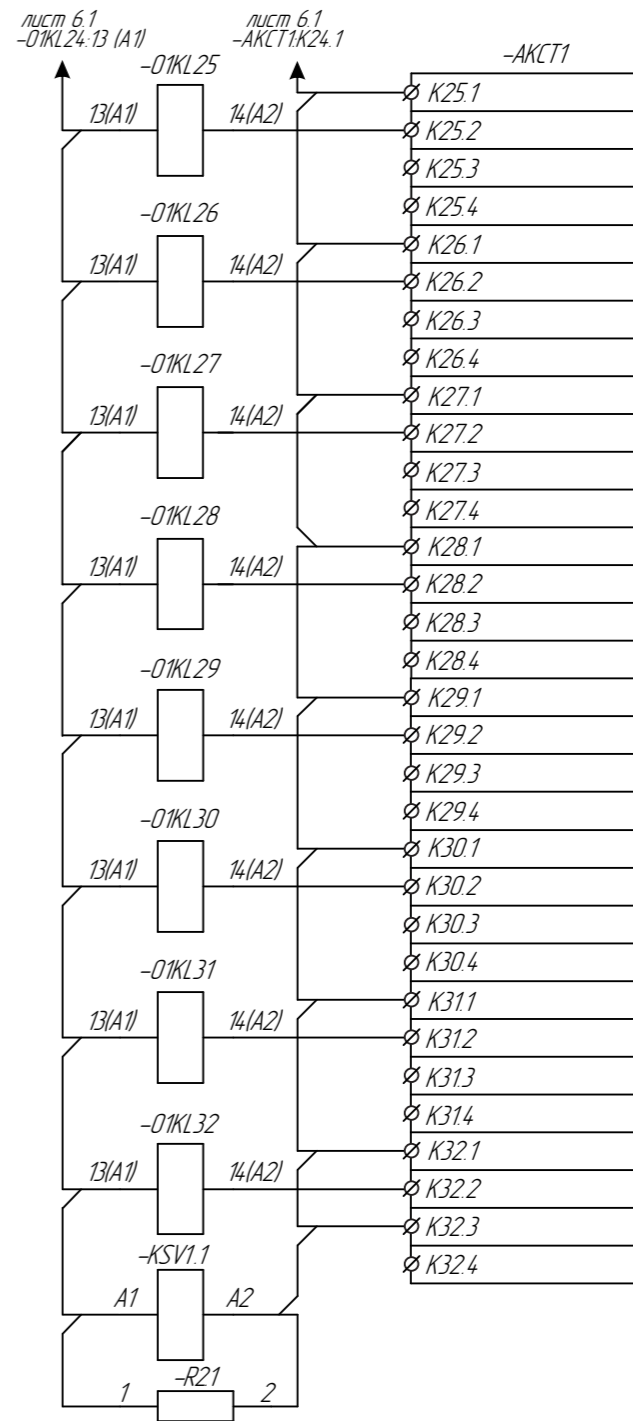 лист 6.1
-01KL24:13 (A1)
лист 6.1
-AKCT1:K24.1
-AKCT1
-01KL25
13(A1)
14(A2)
K25.1
K25.2
K25.3
K25.4
-01KL26
13(A1)
14(A2)
K26.1
K26.2
K26.3
K26.4
-01KL27
13(A1)
14(A2)
K27.1
K27.2
K27.3
K27.4
-01KL28
13(A1)
14(A2)
K28.1
K28.2
K28.3
K28.4
-01KL29
13(A1)
14(A2)
K29.1
K29.2
K29.3
K29.4
-01KL30
13(A1)
14(A2)
K30.1
K30.2
K30.3
K30.4
-01KL31
13(A1)
14(A2)
K31.1
K31.2
K31.3
K31.4
-01KL32
13(A1)
14(A2)
K32.1
K32.2
K32.3
K32.4
-KSV1.1
A1
A2
-R21
1
2